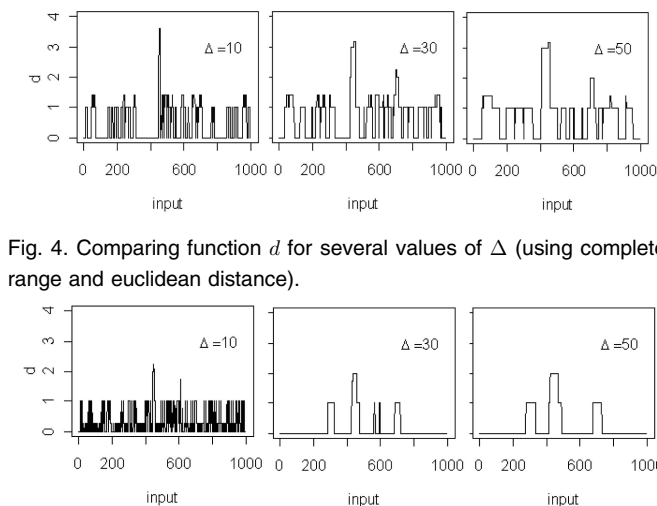 4
3
2
1
0
d
Δ =10
Δ =30
Δ =50
0 200 600 1000
0 200 600 1000
0 200 600 1000
input input input
Fig. 4. Comparing function d for several values of Δ (using complete
range and euclidean distance).
4
3
2
1
0
d
Δ =10
Δ =30
Δ =50
0 200 600 1000
0 200 600 1000
0 200 600 1000
input input input